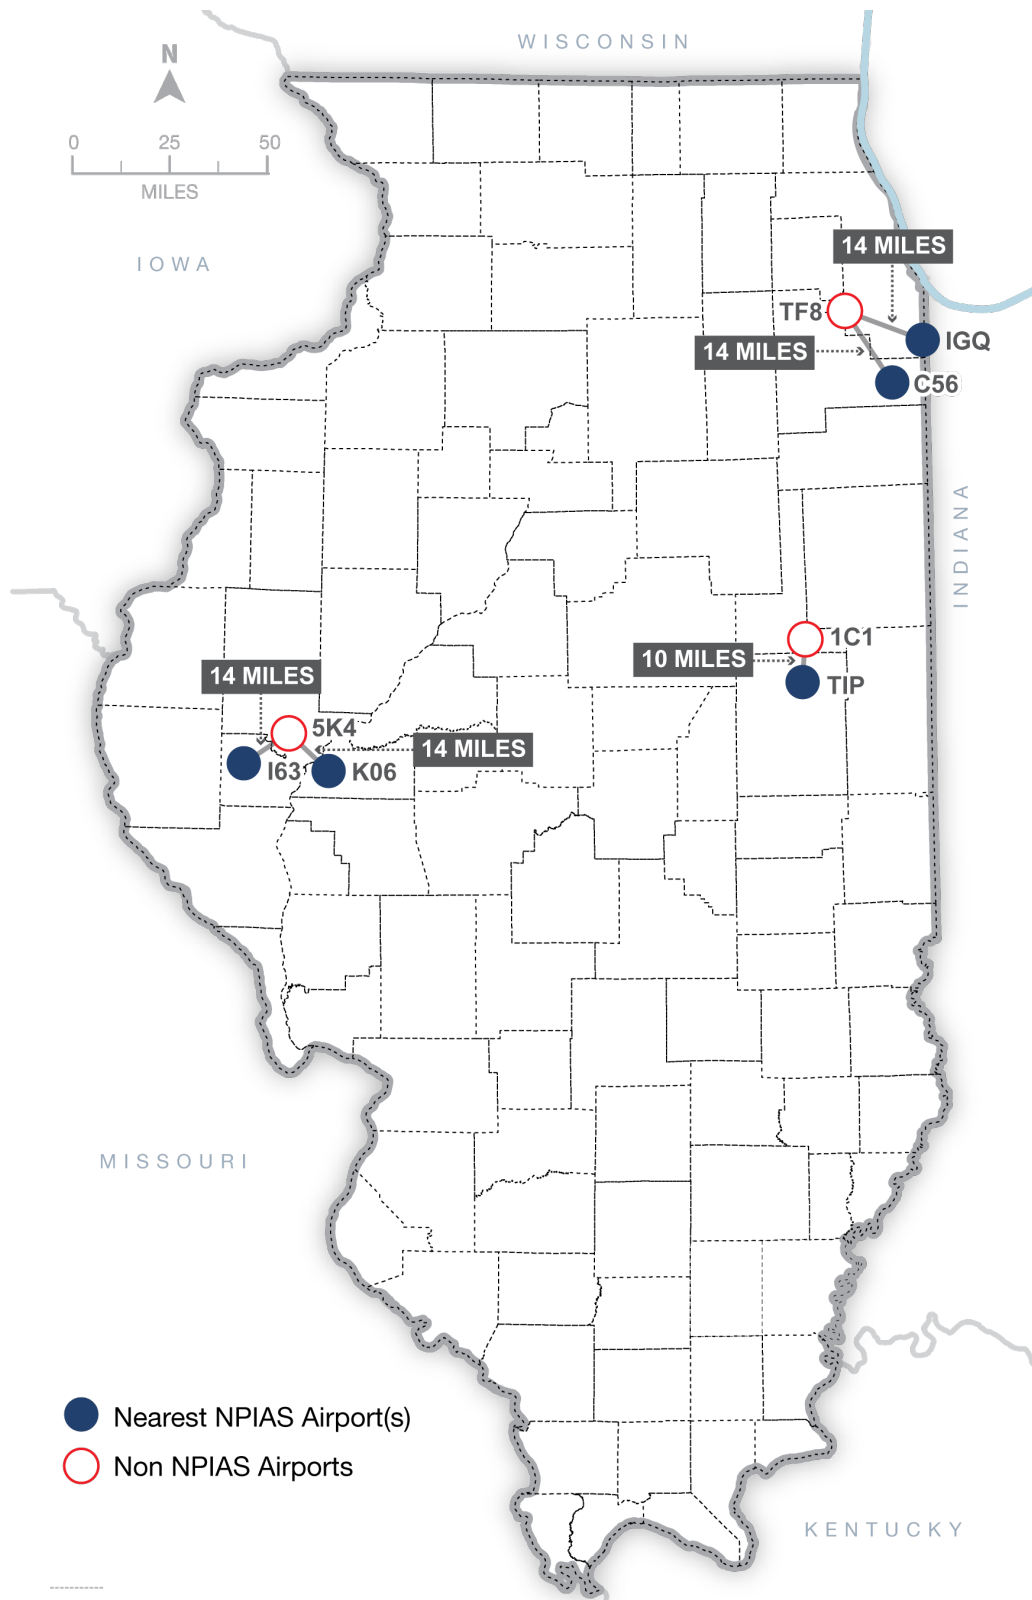 WISCONSIN
N
0 25 50
MILES
IOWA
14 MILES
TF8
IGQ
14 MILES
C56
INDIANA
1C1
10 MILES
TIP
14 MILES
5K4
14 MILES
I63
K06
MISSOURI
Nearest NPIAS Airport(s)
Non NPIAS Airports
KENTUCKY